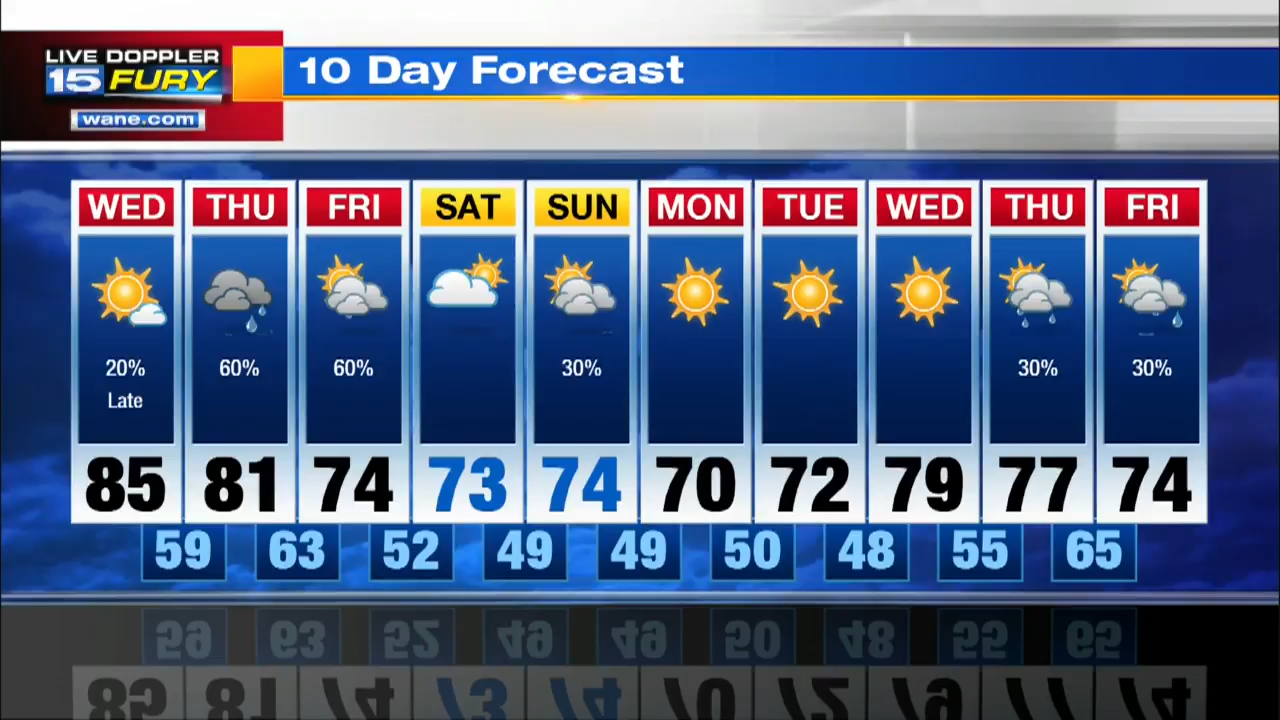 LIVE DOPPLER
15 FURY
wane.com
10 Day Forecast
WED THU FRI SAT SUN MON TUE WED THU FRI
20% 60% 60% 30% 30% 30%
Late
85 81 74 73 74 70 72 79 77 74
59 63 52 49 49 50 48 55 65